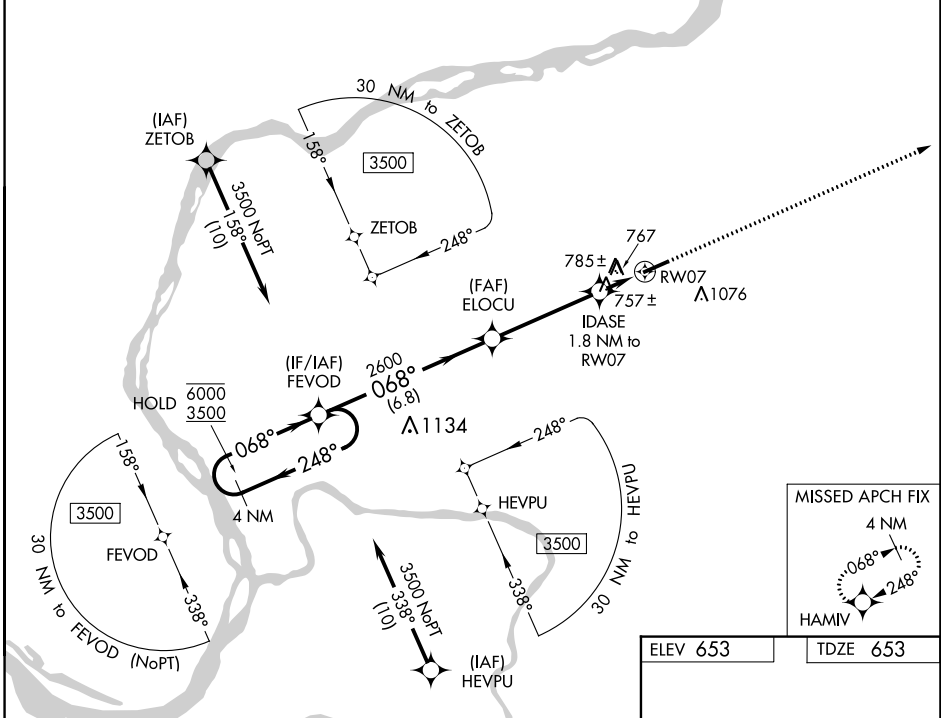 (IAF)
ZETOB
3500 NoPT
158°
(10)
30 NM to ZETOB
158°
3500
ZETOB
248°
785±
767
RW07
757±
1076
(FAF)
ELOCU
IDASE
1.8 NM to
RW07
(IF/IAF)
FEVOD
2600
068°
(6.8)
HOLD
6000
3500
068°
248°
1134
4 NM
158°
3500
FEVOD
338°
30 NM to FEVOD (NoPT)
248°
HEVPU
3500
338°
30 NM to HEVPU
3500 NoPT
338°
(10)
(IAF)
HEVPU
MISSED APCH FIX
4 NM
068°
248°
HAMIV
ELEV 653
TDZE 653